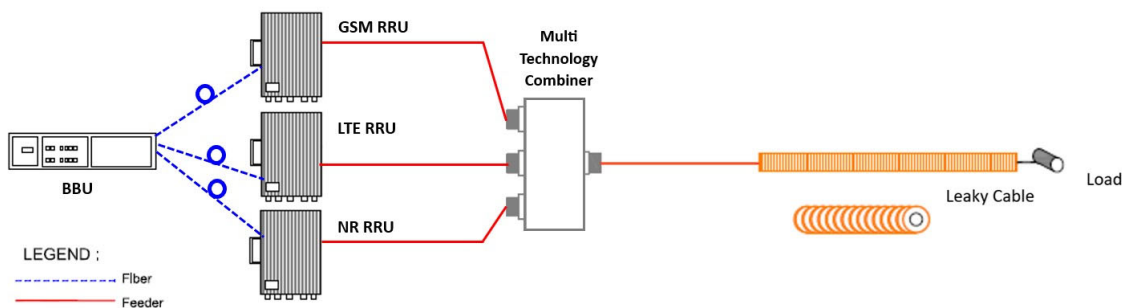 GSM RRU
Multi
Technology
Combiner
LTE RRU
BBU
Leaky Cable
Load
NR RRU
LEGEND :
Fiber
Feeder